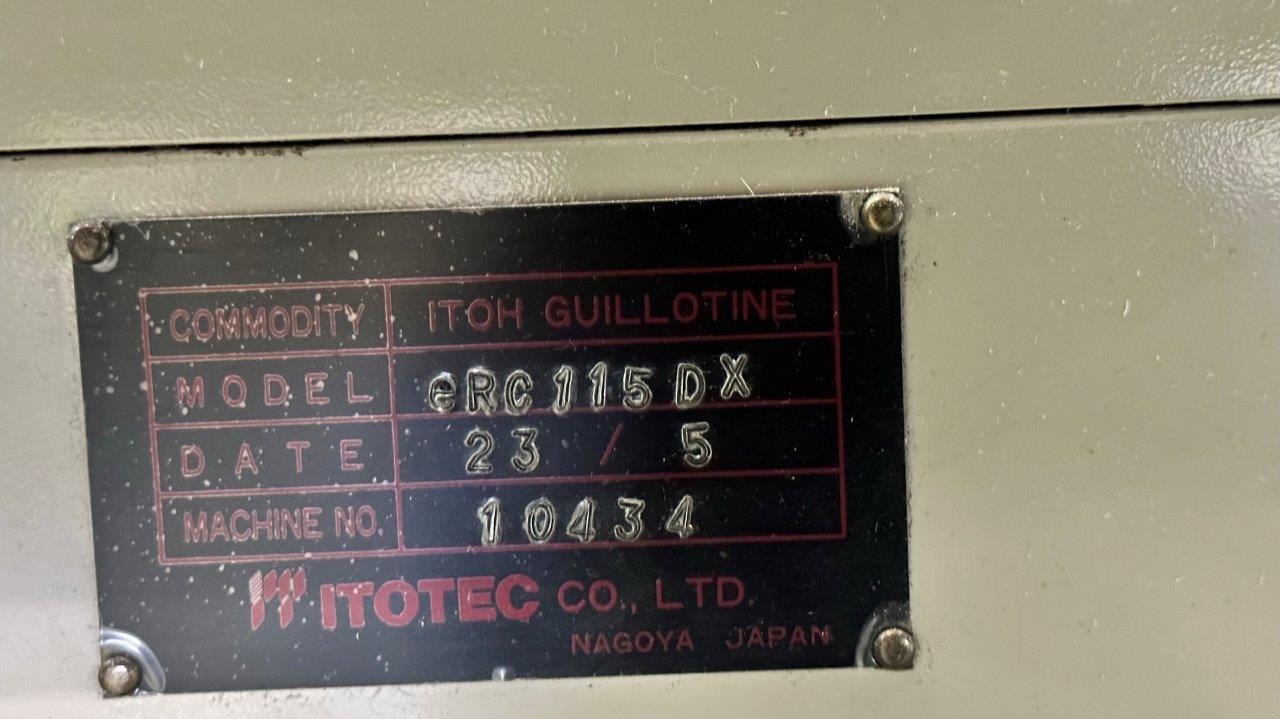 COMMODITY ITOH GUILLOTINE
MODEL eRC115DX
DATE 23 / 5
MACHINE NO. 10434
ITOTEC CO., LTD.
NAGOYA JAPAN